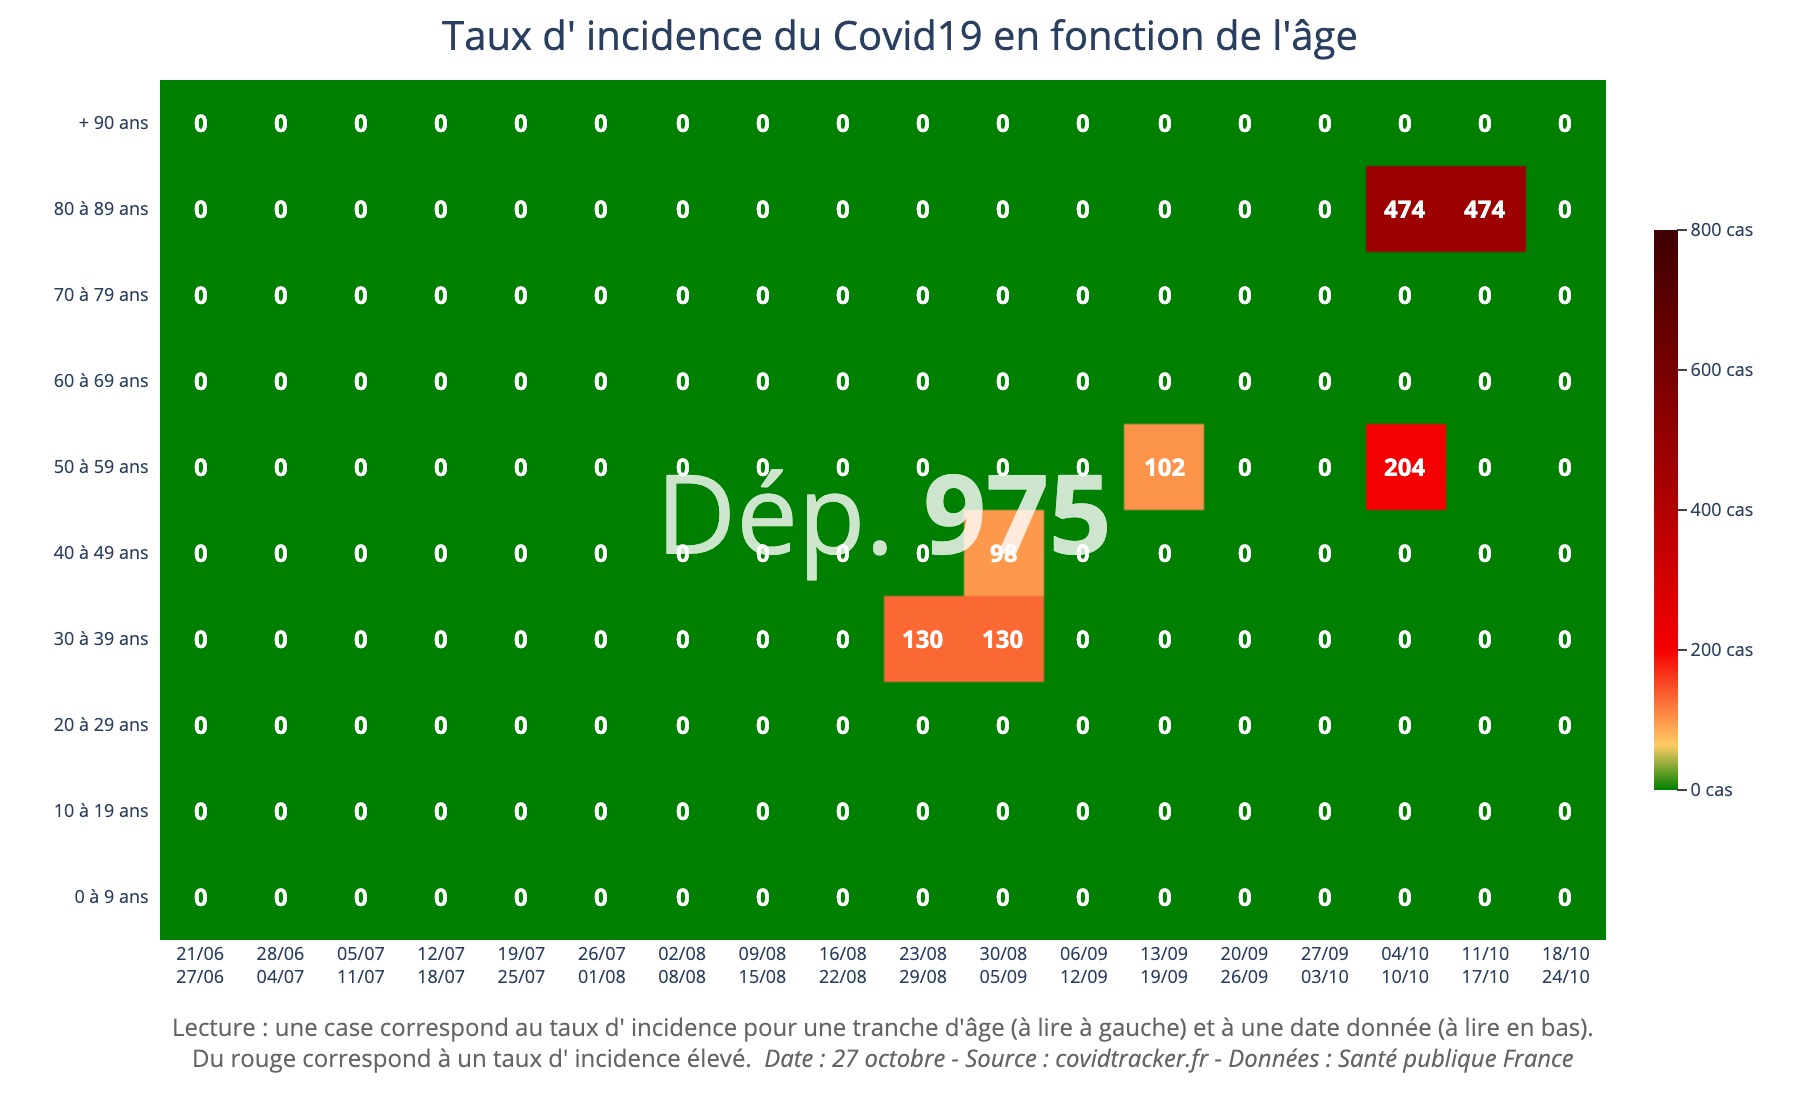 Taux d' incidence du Covid19 en fonction de l'âge
+ 90 ans 0 0 0 0 0 0 0 0 0 0 0 0 0 0 0 0 0 0
80 à 89 ans 0 0 0 0 0 0 0 0 0 0 0 0 0 0 0 474 474 0
70 à 79 ans 0 0 0 0 0 0 0 0 0 0 0 0 0 0 0 0 0 0
60 à 69 ans 0 0 0 0 0 0 0 0 0 0 0 0 0 0 0 0 0 0
50 à 59 ans 0 0 0 0 0 0 0 0 0 0 0 0 102 0 0 204 0 0
Dép. 975
40 à 49 ans 0 0 0 0 0 0 0 0 0 0 98 0 0 0 0 0 0 0
30 à 39 ans 0 0 0 0 0 0 0 0 0 130 130 0 0 0 0 0 0 0
20 à 29 ans 0 0 0 0 0 0 0 0 0 0 0 0 0 0 0 0 0 0
10 à 19 ans 0 0 0 0 0 0 0 0 0 0 0 0 0 0 0 0 0 0
0 à 9 ans 0 0 0 0 0 0 0 0 0 0 0 0 0 0 0 0 0 0
21/06 28/06 05/07 12/07 19/07 26/07 02/08 09/08 16/08 23/08 30/08 06/09 13/09 20/09 27/09 04/10 11/10 18/10
27/06 04/07 11/07 18/07 25/07 01/08 08/08 15/08 22/08 29/08 05/09 12/09 19/09 26/09 03/10 10/10 17/10 24/10
800 cas
600 cas
400 cas
200 cas
0 cas
Lecture : une case correspond au taux d' incidence pour une tranche d'âge (à lire à gauche) et à une date donnée (à lire en bas).
Du rouge correspond à un taux d' incidence élevé. Date : 27 octobre - Source : covidtracker.fr - Données : Santé publique France